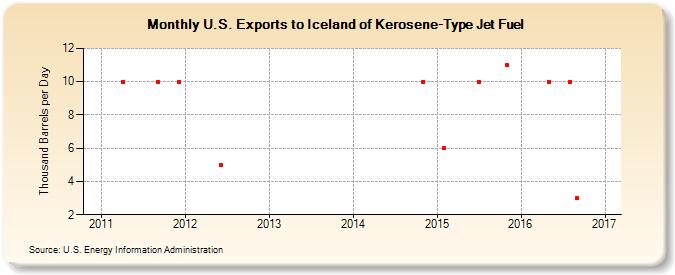 Monthly U.S. Exports to Iceland of Kerosene-Type Jet Fuel
Thousand Barrels per Day
12
10
8
6
4
2
2011 2012 2013 2014 2015 2016 2017
Source: U.S. Energy Information Administration